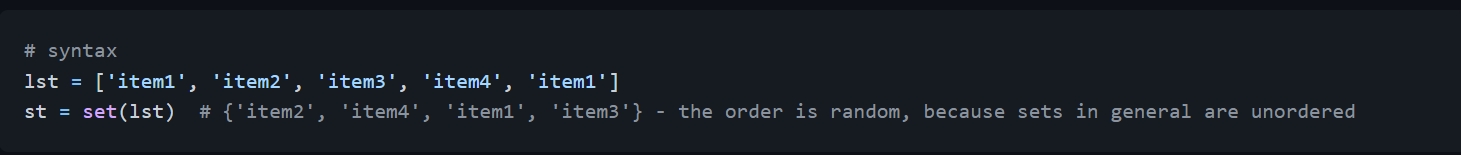 # syntax
lst = ['item1', 'item2', 'item3', 'item4', 'item1']
st = set(lst)  # {'item2', 'item4', 'item1', 'item3'} - the order is random, because sets in general are unordered